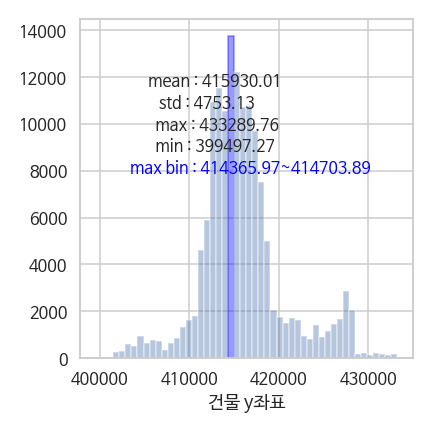 14000
12000
10000
8000
6000
4000
2000
0
mean : 415930.01
std : 4753.13
max : 433289.76
min : 399497.27
max bin : 414365.97~414703.89
400000 410000 420000 430000
건물 y좌표